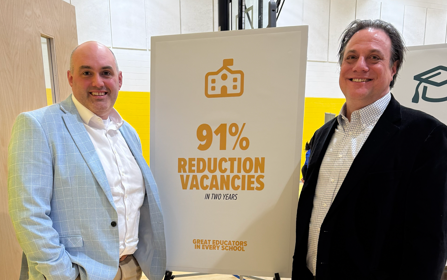 91%
REDUCTION
VACANCIES
IN TWO YEARS
GREAT EDUCATORS
IN EVERY SCHOOL